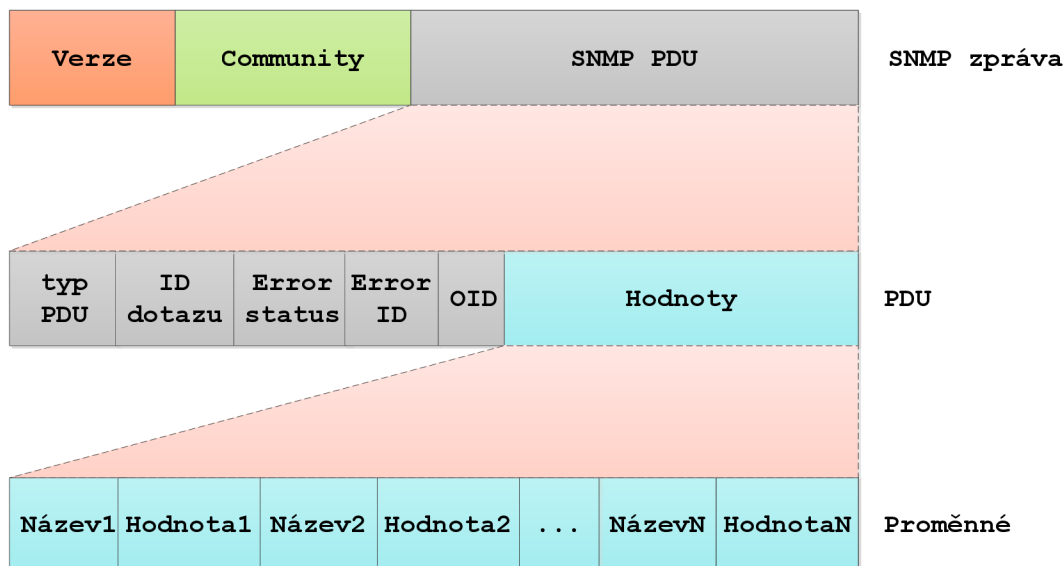 Verze Community SNMP PDU SNMP zpráva
typ PDU ID dotazu Error status Error ID OID Hodnoty PDU
Název1 Hodnota1 Název2 Hodnota2 ... NázevN HodnotaN Proměnné